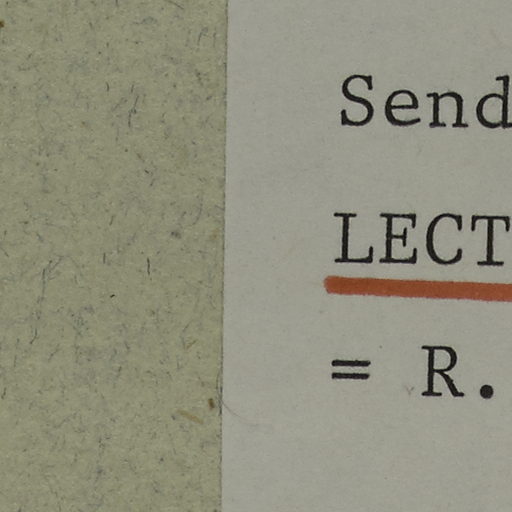 Send
LECT
= R.